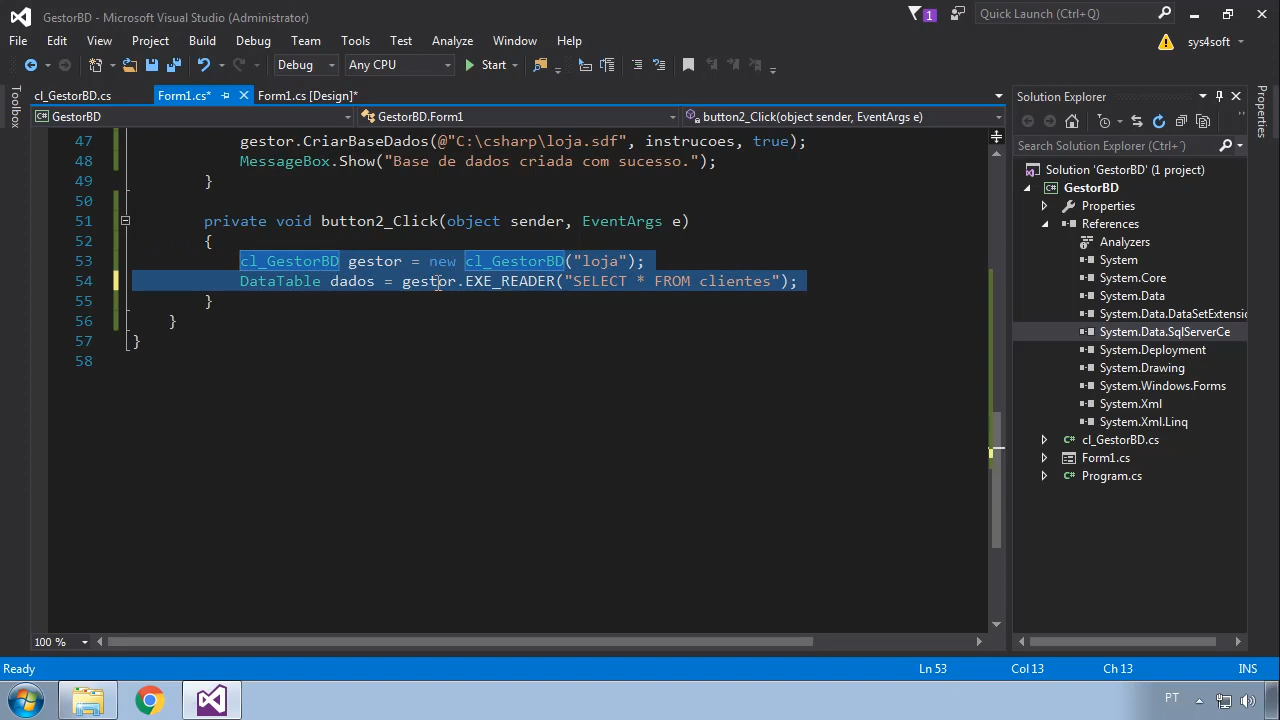 GestorBD - Microsoft Visual Studio (Administrator)
1
Quick Launch (Ctrl+Q)
File Edit View Project Build Debug Team Tools Test Analyze Window Help
sys4soft
Debug Any CPU Start
Toolbox
cl_GestorBD.cs Form1.cs* Form1.cs [Design]*
GestorBD GestorBD.Form1 button2_Click(object sender, EventArgs e)
47 gestor.CriarBaseDados(@"C:\csharp\loja.sdf", instrucoes, true);
48 MessageBox.Show("Base de dados criada com sucesso.");
49 }
50
51 private void button2_Click(object sender, EventArgs e)
52 {
53 cl_GestorBD gestor = new cl_GestorBD("loja");
54 DataTable dados = gestor.EXE_READER("SELECT * FROM clientes");
55 }
56 }
57 }
58
100 %
Solution Explorer
Search Solution Explorer (Ctrl+´)
Solution 'GestorBD' (1 project)
GestorBD
Properties
References
Analyzers
System
System.Core
System.Data
System.Data.DataSetExtensio
System.Data.SqlServerCe
System.Deployment
System.Drawing
System.Windows.Forms
System.Xml
System.Xml.Linq
cl_GestorBD.cs
Form1.cs
Program.cs
Properties
Ready Ln 53 Col 13 Ch 13 INS
PT